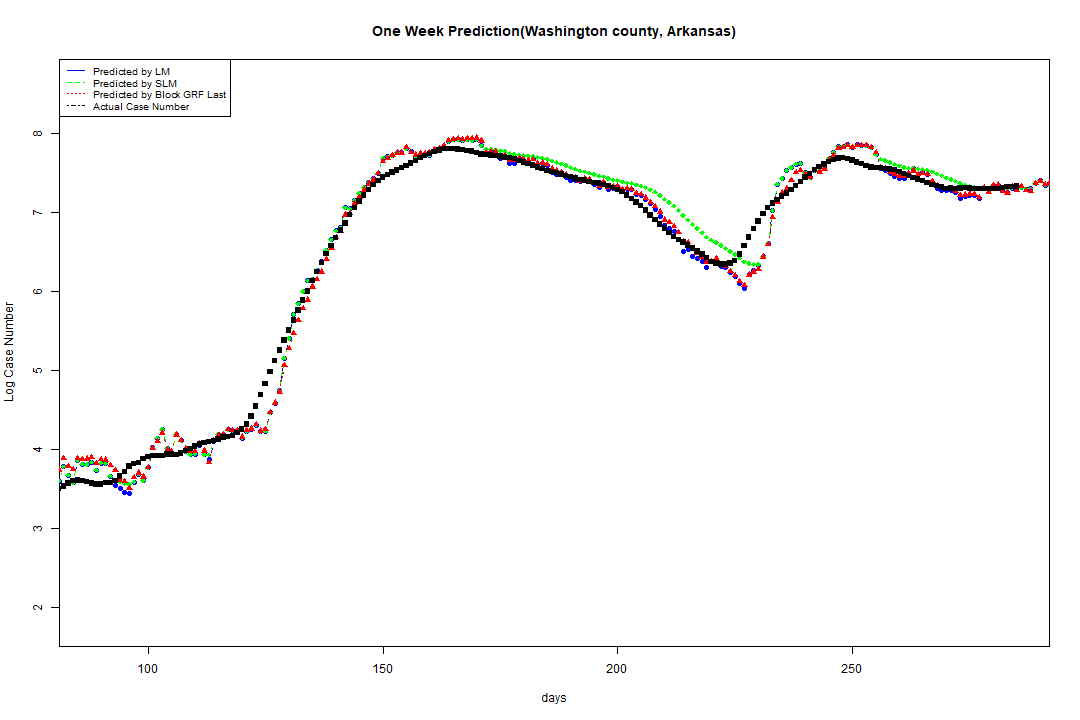 One Week Prediction(Washington county, Arkansas)
Predicted by LM
Predicted by SLM
Predicted by Block GRF Last
Actual Case Number
8
7
6
5
4
3
2
Log Case Number
100 150 200 250
days